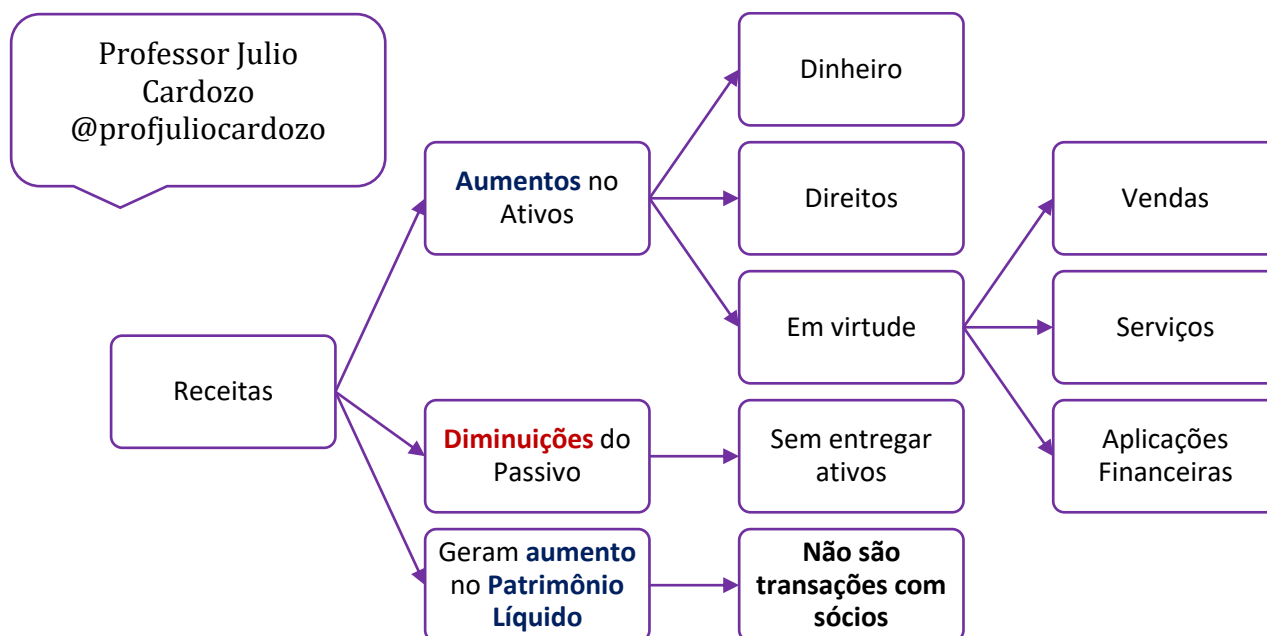 Professor Julio
Cardozo
@profjuliocardozo
Receitas
Aumentos no
Ativos
Dinheiro
Direitos
Em virtude
Vendas
Serviços
Aplicações
Financeiras
Diminuições do
Passivo
Sem entregar
ativos
Geram aumento
no Patrimônio
Líquido
Não são
transações com
sócios